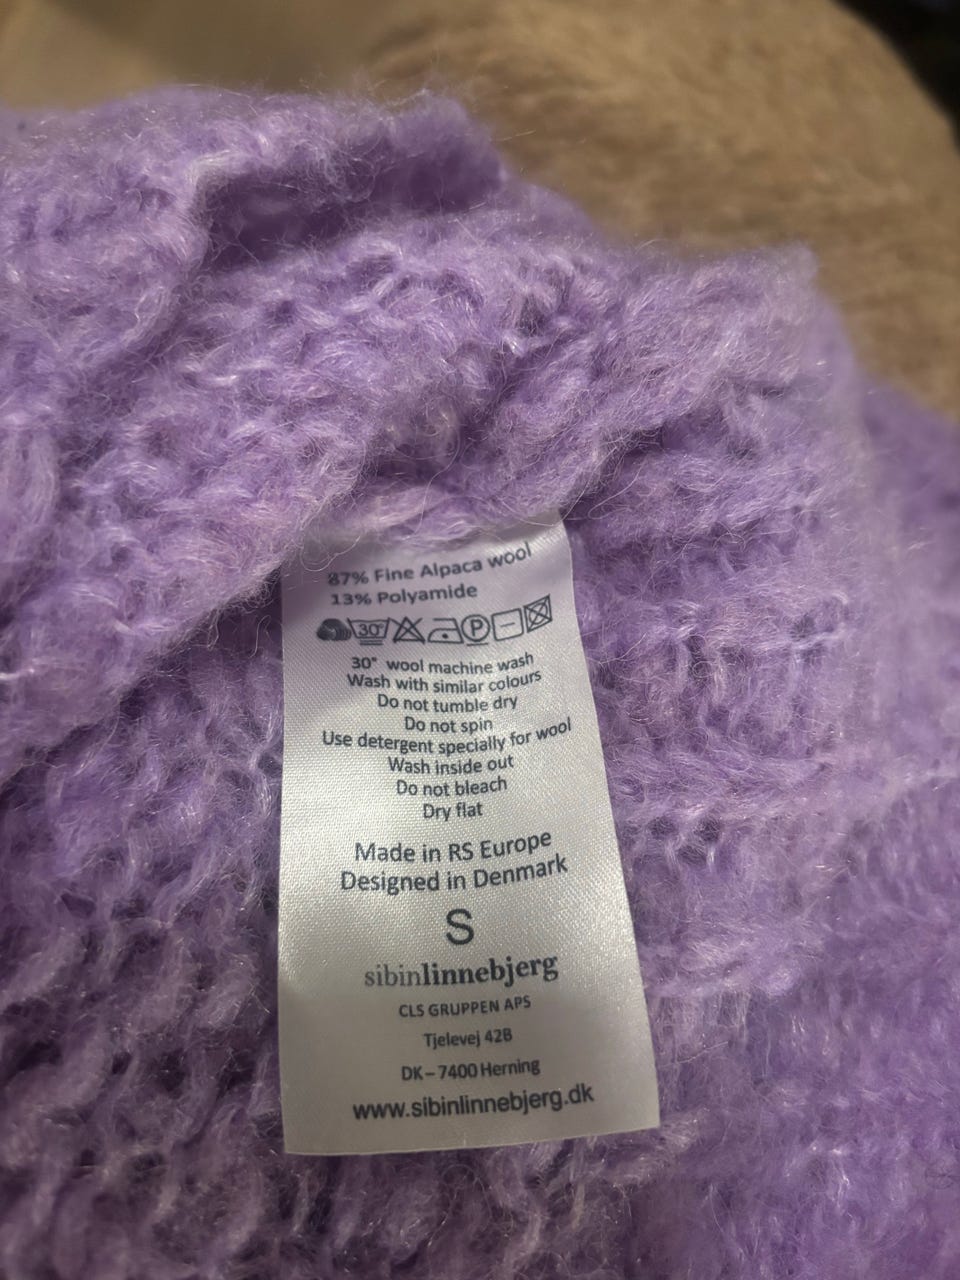 87% Fine Alpaca wool
13% Polyamide
30° P
30° wool machine wash
Wash with similar colours
Do not tumble dry
Do not spin
Use detergent specially for wool
Wash inside out
Do not bleach
Dry flat
Made in RS Europe
Designed in Denmark
S
sibinlinnebjerg
CLS GRUPPEN APS
Tjelevej 42B
DK – 7400 Herning
www.sibinlinnebjerg.dk